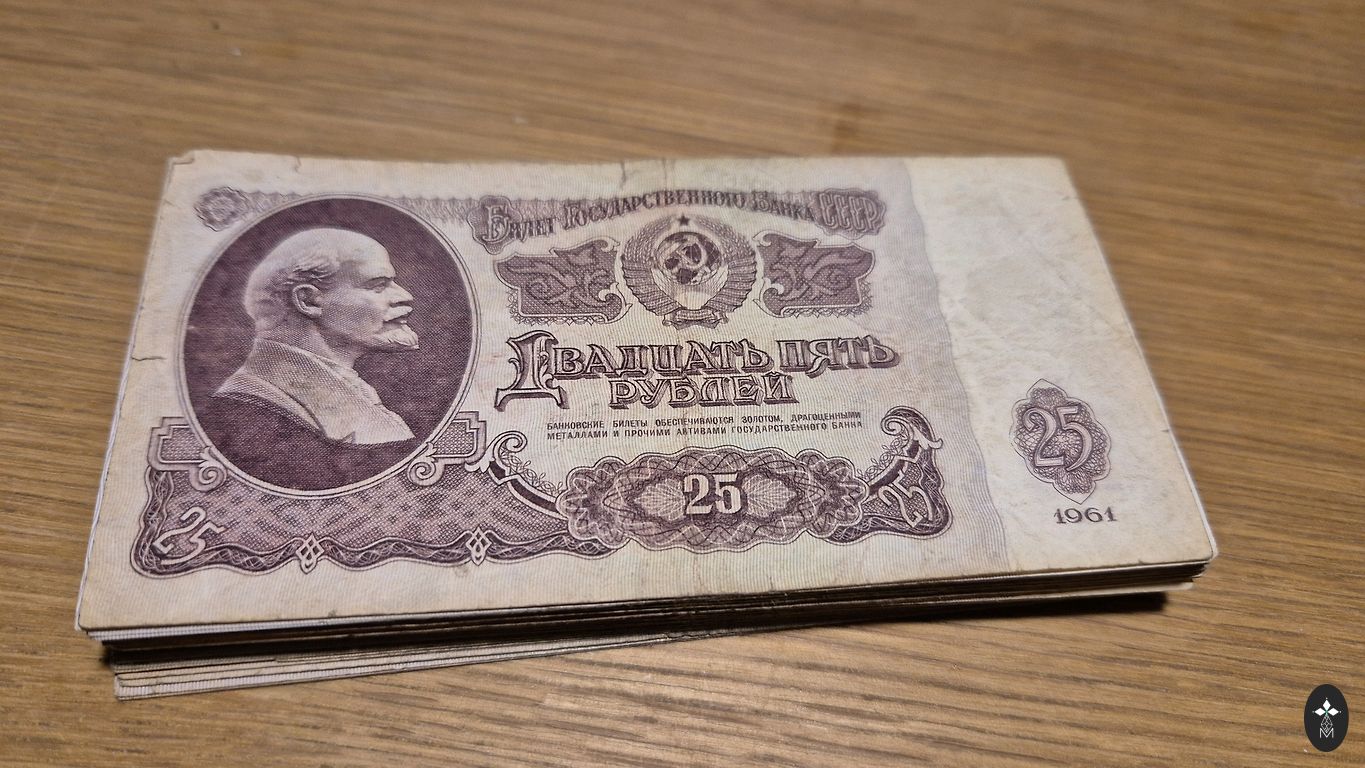 Билет Государственного Банка СССР
Двадцать пять
рублей
БАНКОВСКИЕ БИЛЕТЫ ОБЕСПЕЧИВАЮТСЯ ЗОЛОТОМ, ДРАГОЦЕННЫМИ
МЕТАЛЛАМИ И ПРОЧИМИ АКТИВАМИ ГОСУДАРСТВЕННОГО БАНКА
25
25
25
25
1961
M